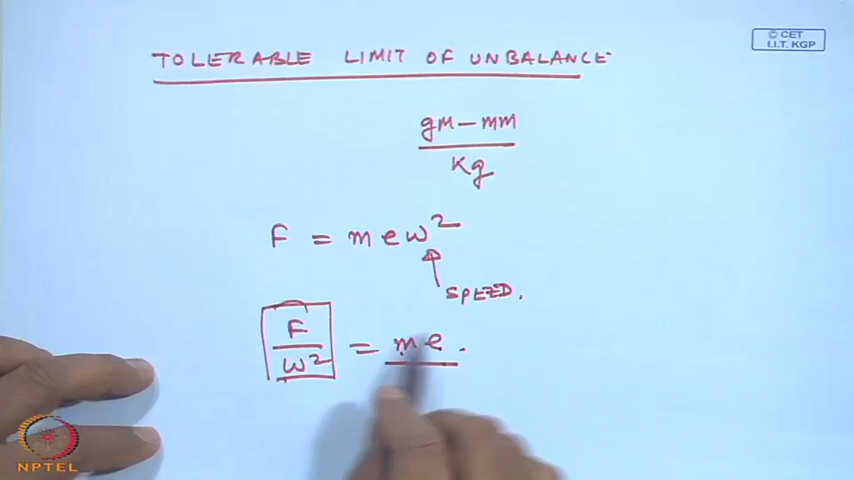 © CET
I.I.T. KGP
TOLERABLE LIMIT OF UNBALANCE
gm-mm
Kg
F = meω²
SPEED.
F
ω² = me.
NPTEL